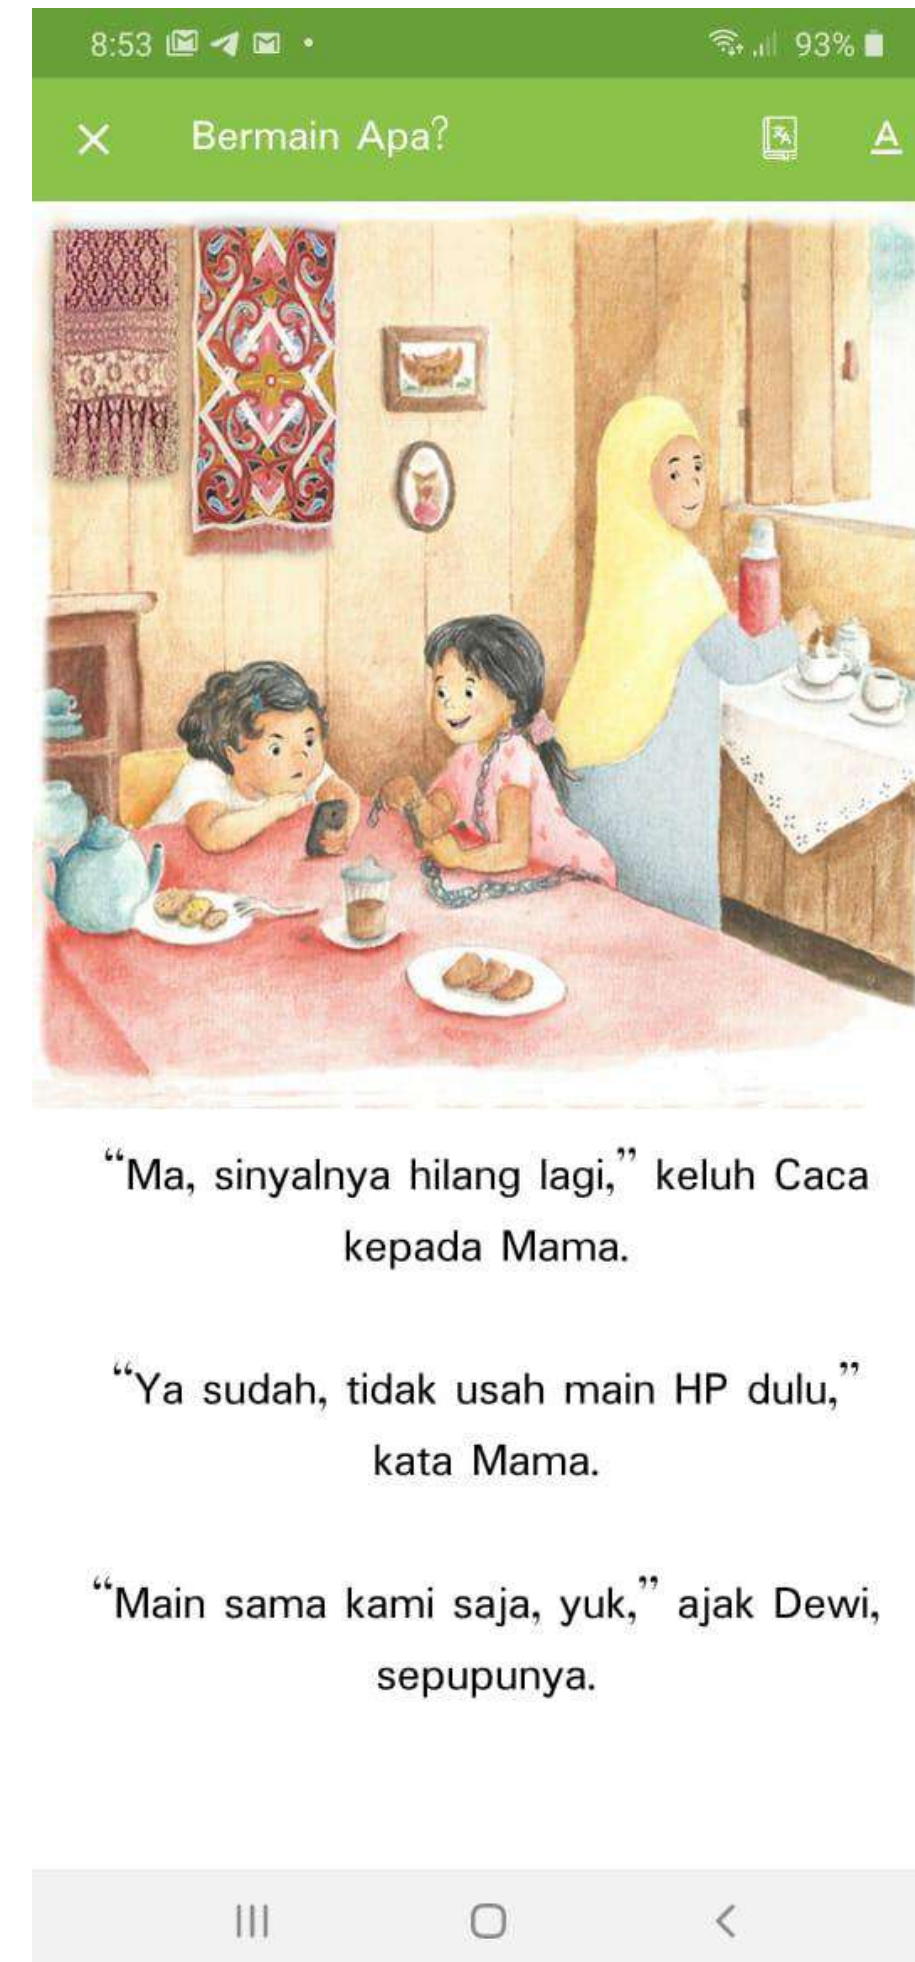 8:53 93%
Bermain Apa?
A
“Ma, sinyalnya hilang lagi,” keluh Caca
kepada Mama.
“Ya sudah, tidak usah main HP dulu,”
kata Mama.
“Main sama kami saja, yuk,” ajak Dewi,
sepupunya.